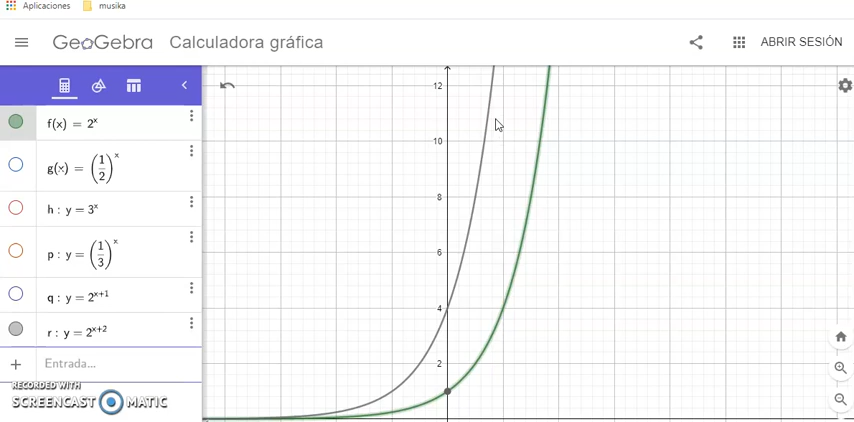 Aplicaciones musika
GeoGebra Calculadora gráfica ABRIR SESIÓN
f(x) = 2^x
g(x) = (1/2)^x
h : y = 3^x
p : y = (1/3)^x
q : y = 2^(x+1)
r : y = 2^(x+2)
+ Entrada...
RECORDED WITH
SCREENCAST MATIC
12
10
8
6
4
2